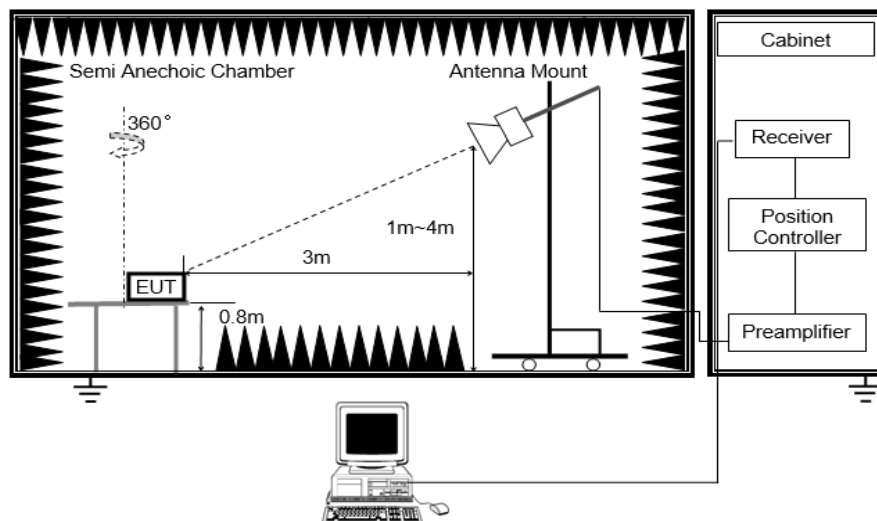 Semi Anechoic Chamber
Antenna Mount
Cabinet
360°
Receiver
1m~4m
Position
Controller
3m
EUT
0.8m
Preamplifier